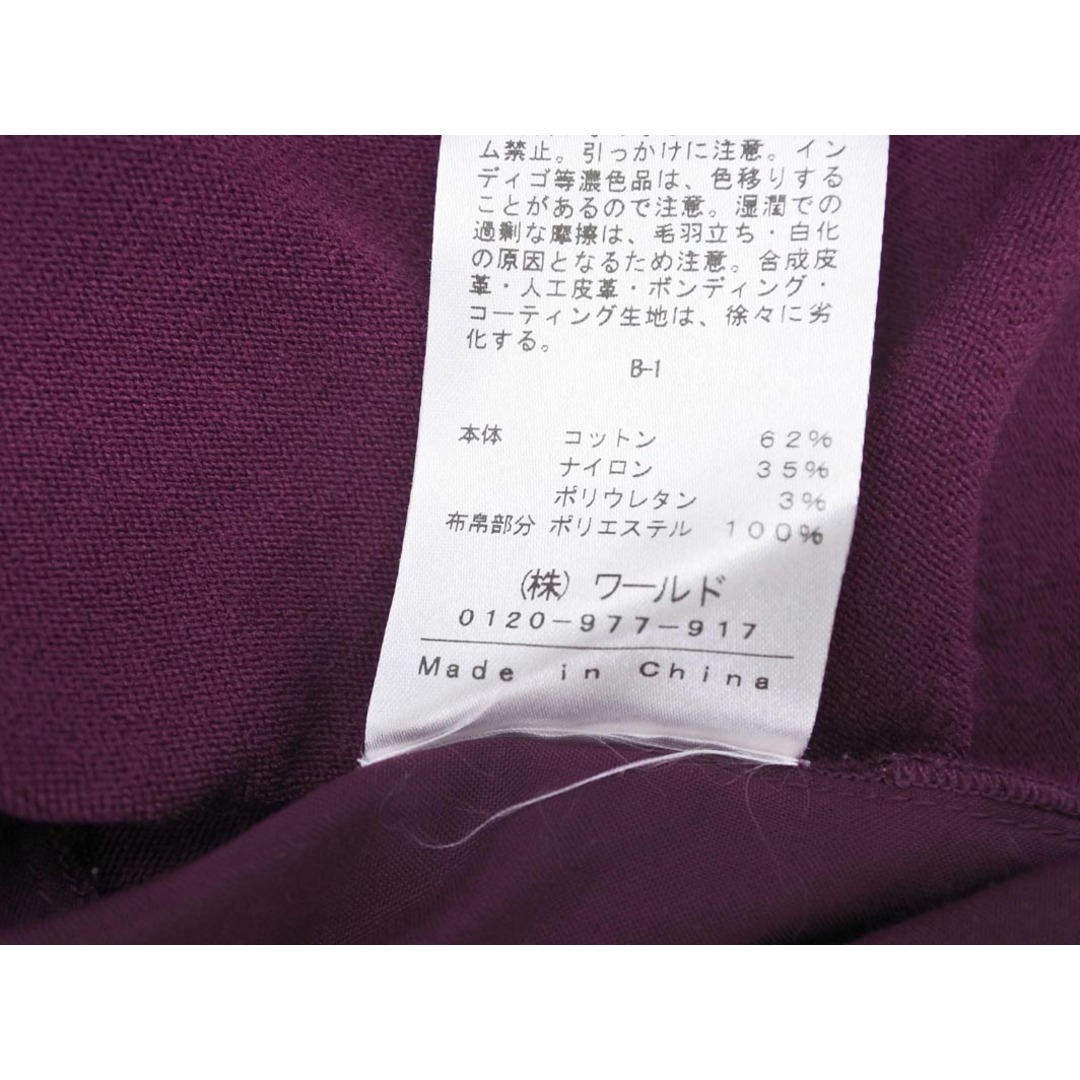 ム禁止。引っかけに注意。イン
ディゴ等濃色品は、色移りする
ことがあるので注意。湿潤での
過剰な摩擦は、毛羽立ち・白化
の原因となるため注意。合成皮
革・人工皮革・ボンディング・
コーティング生地は、徐々に劣
化する。
B-1
本体 コットン 62%
ナイロン 35%
ポリウレタン 3%
布帛部分 ポリエステル 100%
(株) ワールド
0120-977-917
Made in China